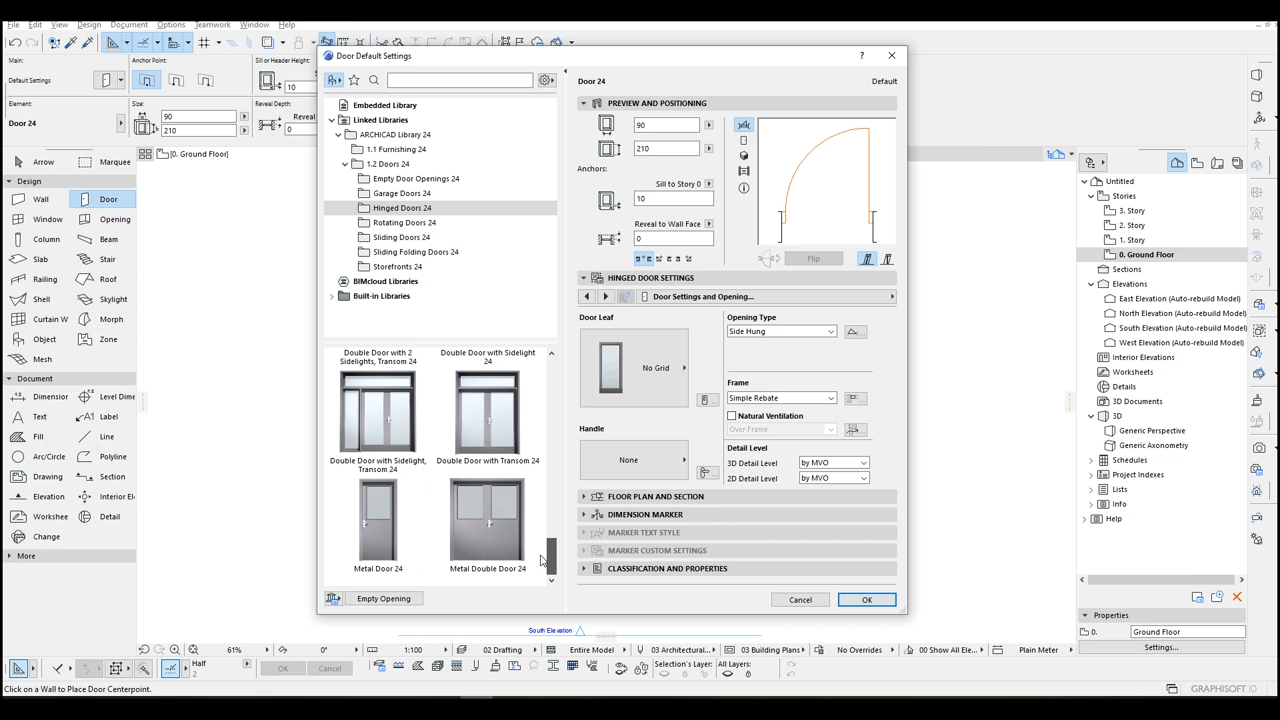 File Edit View Design Document Options Teamwork Window Help
Main:
Default Settings
Anchor Point:
Sill or Header Height:
10
Element:
Door 24
Size:
90
210
Reveal Depth:
Reveal
0
[0. Ground Floor]
Arrow Marquee
Design
Wall Door
Window Opening
Column Beam
Slab Stair
Railing Roof
Shell Skylight
Curtain W Morph
Object Zone
Mesh
Document
Dimension Level Dime
Text Label
Fill Line
Arc/Circle Polyline
Drawing Section
Elevation Interior El
Workshee Detail
Change
More
Door Default Settings
?
Embedded Library
Linked Libraries
ARCHICAD Library 24
1.1 Furnishing 24
1.2 Doors 24
Empty Door Openings 24
Garage Doors 24
Hinged Doors 24
Rotating Doors 24
Sliding Doors 24
Sliding Folding Doors 24
Storefronts 24
BIMcloud Libraries
Built-in Libraries
Double Door with 2
Sidelights, Transom 24
Double Door with Sidelight
24
Double Door with Sidelight,
Transom 24
Double Door with Transom 24
Metal Door 24
Metal Double Door 24
Empty Opening
Door 24
Default
PREVIEW AND POSITIONING
90
210
Anchors:
Sill to Story 0
10
Reveal to Wall Face
0
Flip
HINGED DOOR SETTINGS
Door Settings and Opening...
Door Leaf
No Grid
Handle
None
Opening Type
Side Hung
Frame
Simple Rebate
Natural Ventilation
Over Frame
Detail Level
3D Detail Level by MVO
2D Detail Level by MVO
FLOOR PLAN AND SECTION
DIMENSION MARKER
MARKER TEXT STYLE
MARKER CUSTOM SETTINGS
CLASSIFICATION AND PROPERTIES
Cancel OK
Untitled
Stories
3. Story
2. Story
1. Story
0. Ground Floor
Sections
Elevations
East Elevation (Auto-rebuild Model)
North Elevation (Auto-rebuild Model)
South Elevation (Auto-rebuild Model)
West Elevation (Auto-rebuild Model)
Interior Elevations
Worksheets
Details
3D Documents
3D
Generic Perspective
Generic Axonometry
Schedules
Project Indexes
Lists
Info
Help
Properties
0. Ground Floor
Settings...
South Elevation
61% 0° 1:100 02 Drafting Entire Model 03 Architectural... 03 Building Plans No Overrides 00 Show All Ele... Plain Meter
Half
2
OK Cancel
Selection's Layer:
All Layers:
Click on a Wall to Place Door Centerpoint.
GRAPHISOFT ID